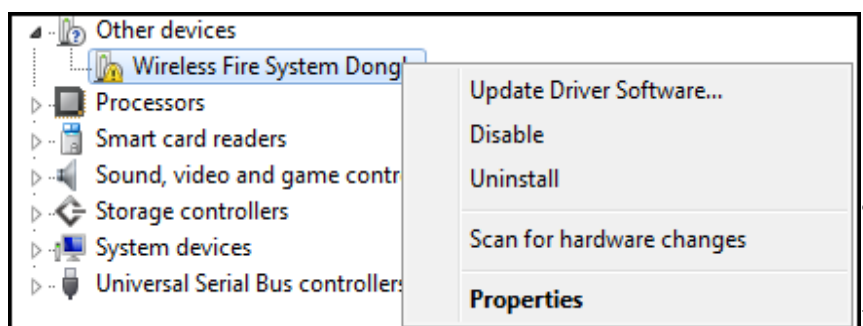 Other devices
Wireless Fire System Dongl
Processors
Smart card readers
Sound, video and game contr
Storage controllers
System devices
Universal Serial Bus controllers
Update Driver Software...
Disable
Uninstall
Scan for hardware changes
Properties